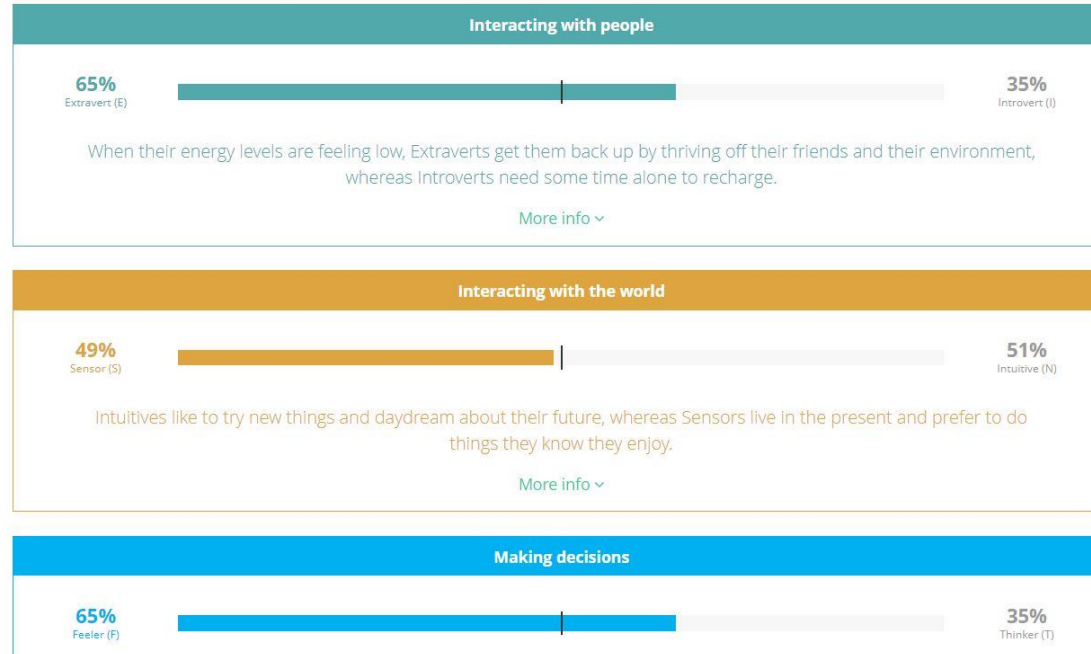 Interacting with people
65%
35%
Extravert (E)
Introvert (I)
When their energy levels are feeling low, Extraverts get them back up by thriving off their friends and their environment,
whereas Introverts need some time alone to recharge.
More info
Interacting with the world
49%
51%
Sensor (S)
Intuitive (N)
Intuitives like to try new things and daydream about their future, whereas Sensors live in the present and prefer to do
things they know they enjoy.
More info
Making decisions
65%
35%
Feeler (F)
Thinker (T)